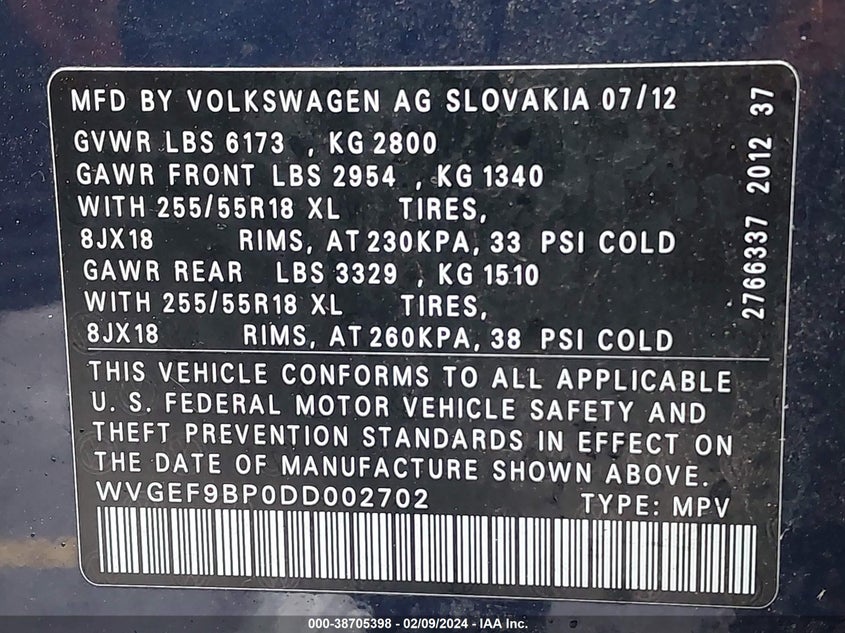 MFD BY VOLKSWAGEN AG SLOVAKIA 07/12
GVWR LBS 6173 , KG 2800
GAWR FRONT LBS 2954 , KG 1340
WITH 255/55R18 XL TIRES,
8JX18 RIMS, AT 230KPA, 33 PSI COLD
GAWR REAR LBS 3329 , KG 1510
WITH 255/55R18 XL TIRES,
8JX18 RIMS, AT 260KPA, 38 PSI COLD
2766337 2012 37
THIS VEHICLE CONFORMS TO ALL APPLICABLE
U. S. FEDERAL MOTOR VEHICLE SAFETY AND
THEFT PREVENTION STANDARDS IN EFFECT ON
THE DATE OF MANUFACTURE SHOWN ABOVE.
WVGEF9BP0DD002702 TYPE: MPV
000-38705398 - 02/09/2024 - IAA Inc.